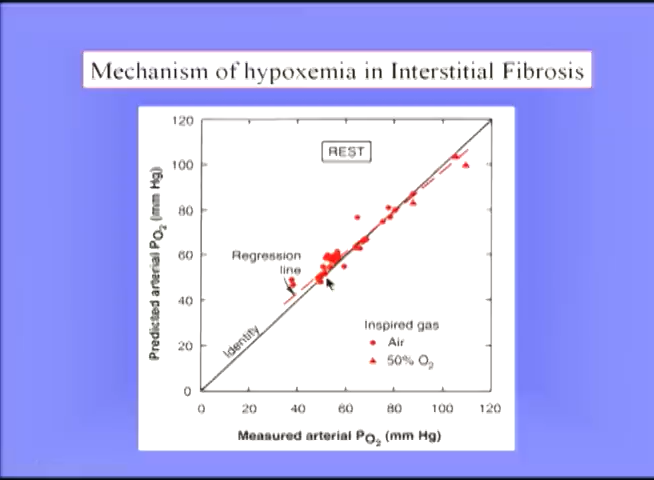 Mechanism of hypoxemia in Interstitial Fibrosis
REST
Predicted arterial PO2 (mm Hg)
120
100
80
60
40
20
0
Regression
line
Identity
Inspired gas
Air
50% O2
0 20 40 60 80 100 120
Measured arterial PO2 (mm Hg)